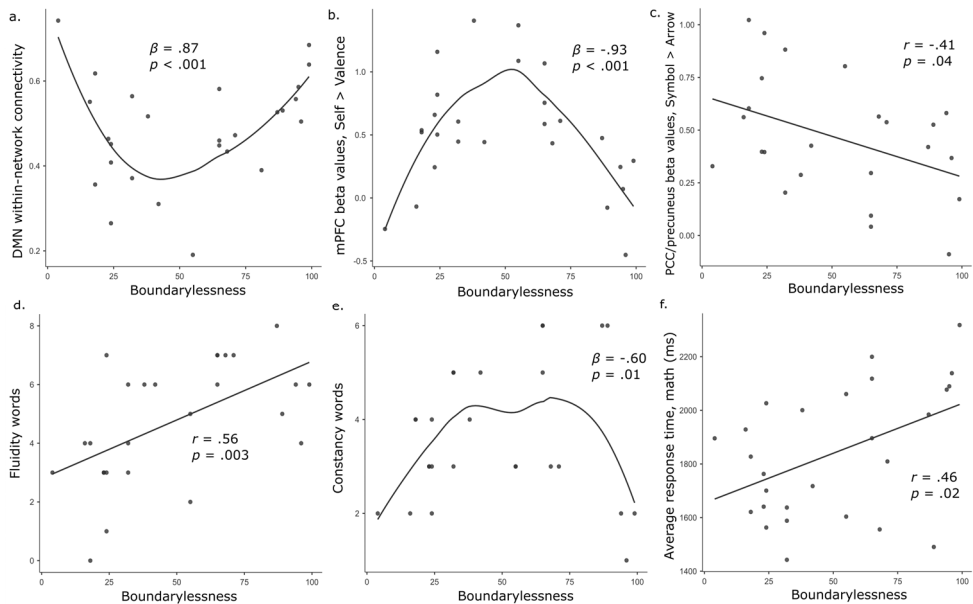 a.
β = .87
p < .001
DMN within-network connectivity
0.6
0.4
0.2
0
25
50
75
100
Boundarylessness
b.
β = -.93
p < .001
mPFC beta values, Self > Valence
1.5
1.0
0.5
0.0
-0.5
0
25
50
75
100
Boundarylessness
c.
r = -.41
p = .04
PCC/precuneus beta values, Symbol > Arrow
1.00
0.75
0.50
0.25
0.00
0
25
50
75
100
Boundarylessness
d.
r = .56
p = .003
Fluidity words
8
6
4
2
0
0
25
50
75
100
Boundarylessness
e.
β = -.60
p = .01
Constancy words
6
4
2
0
25
50
75
100
Boundarylessness
f.
r = .46
p = .02
Average response time, math (ms)
2200
2000
1800
1600
1400
0
25
50
75
100
Boundarylessness